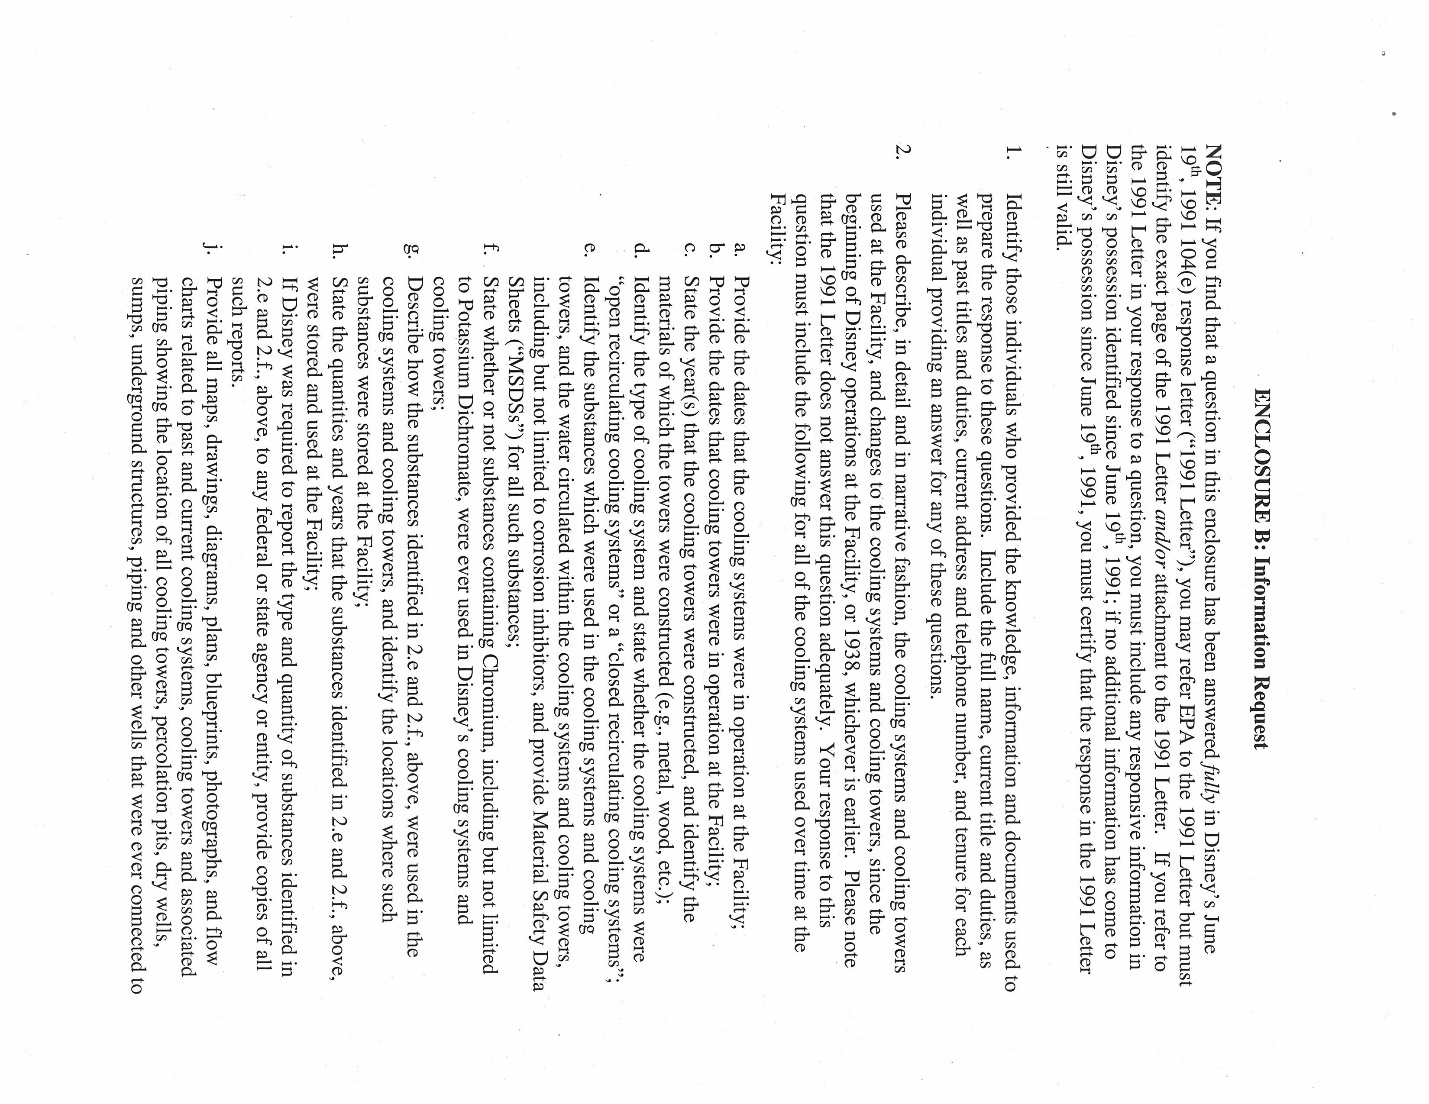 ENCLOSURE B: Information Request
NOTE: If you find that a question in this enclosure has been answered fully in Disney's June
19th, 1991 104(e) response letter ("1991 Letter"), you may refer EPA to the 1991 Letter but must
identify the exact page of the 1991 Letter and/or attachment to the 1991 Letter. If you refer to
the 1991 Letter in your response to a question, you must include any responsive information in
Disney's possession identified since June 19th, 1991; if no additional information has come to
Disney's possession since June 19th, 1991, you must certify that the response in the 1991 Letter
is still valid.
1. Identify those individuals who provided the knowledge, information and documents used to
prepare the response to these questions. Include the full name, current title and duties, as
well as past titles and duties, current address and telephone number, and tenure for each
individual providing an answer for any of these questions.
2. Please describe, in detail and in narrative fashion, the cooling systems and cooling towers
used at the Facility, and changes to the cooling systems and cooling towers, since the
beginning of Disney operations at the Facility, or 1938, whichever is earlier. Please note
that the 1991 Letter does not answer this question adequately. Your response to this
question must include the following for all of the cooling systems used over time at the
Facility:
a. Provide the dates that the cooling systems were in operation at the Facility;
b. Provide the dates that cooling towers were in operation at the Facility;
c. State the year(s) that the cooling towers were constructed, and identify the
materials of which the towers were constructed (e.g., metal, wood, etc.);
d. Identify the type of cooling system and state whether the cooling systems were
"open recirculating cooling systems" or a "closed recirculating cooling systems";
e. Identify the substances which were used in the cooling systems and cooling
towers, and the water circulated within the cooling systems and cooling towers,
including but not limited to corrosion inhibitors, and provide Material Safety Data
Sheets ("MSDSs") for all such substances;
f. State whether or not substances containing Chromium, including but not limited
to Potassium Dichromate, were ever used in Disney's cooling systems and
cooling towers;
g. Describe how the substances identified in 2.e and 2.f., above, were used in the
cooling systems and cooling towers, and identify the locations where such
substances were stored at the Facility;
h. State the quantities and years that the substances identified in 2.e and 2.f., above,
were stored and used at the Facility;
i. If Disney was required to report the type and quantity of substances identified in
2.e and 2.f., above, to any federal or state agency or entity, provide copies of all
such reports.
j. Provide all maps, drawings, diagrams, plans, blueprints, photographs, and flow
charts related to past and current cooling systems, cooling towers and associated
piping showing the location of all cooling towers, percolation pits, dry wells,
sumps, underground structures, piping and other wells that were ever connected to